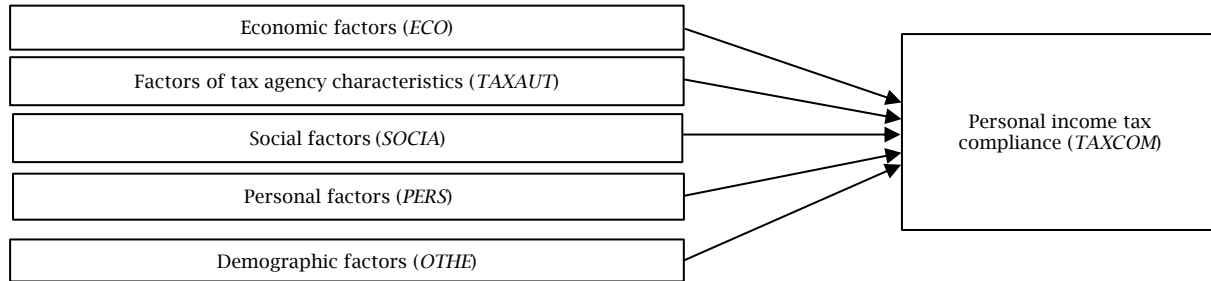 Economic factors (ECO)
Factors of tax agency characteristics (TAXAUT)
Social factors (SOCIA)
Personal factors (PERS)
Demographic factors (OTHE)
Personal income tax
compliance (TAXCOM)